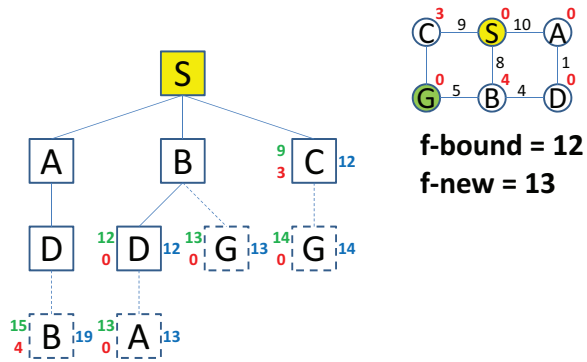 3 0 0
C 9 S 10 A
8 1
0 4 0
G 5 B 4 D
f-bound = 12
f-new = 13
S
A B 9 3 C 12
D 12 0 D 12 13 0 G 13 14 0 G 14
15 4 B 19 13 0 A 13